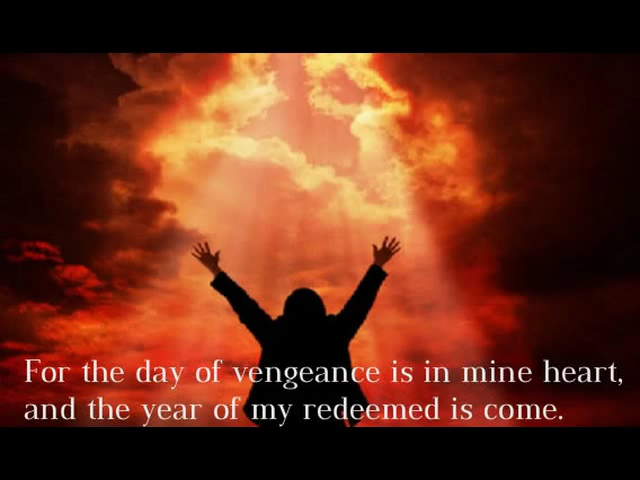 For the day of vengeance is in mine heart,
and the year of my redeemed is come.